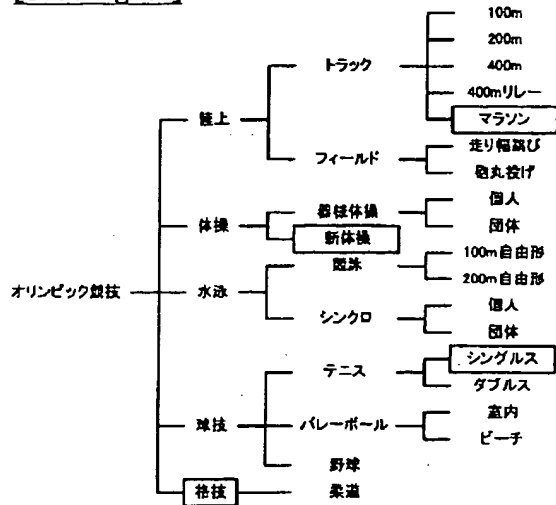 100m
200m
トラック 400m
400mリレー
陸上 マラソン
走り幅跳び
フィールド
砲丸投げ
個人
器械体操
体操 団体
新体操
100m自由形
競泳
200m自由形
オリンピック競技 水泳
個人
シンクロ
団体
シングルス
テニス
ダブルス
室内
球技 バレーボール
ビーチ
野球
格技 柔道